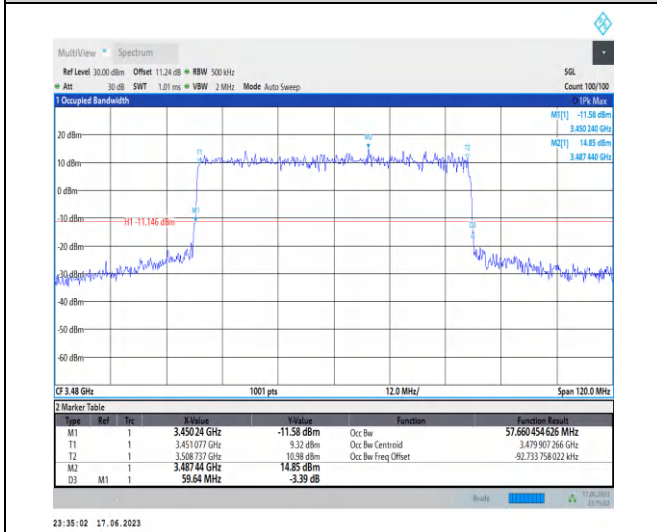 MultiView Spectrum
Ref Level 30.00 dBm Offset 11.24 dB RBW 500 kHz SGL
Att 30 dB SWT 1.01 ms VBW 2 MHz Mode Auto Sweep Count 100/100
1 Occupied Bandwidth 1Pk Max
M1[1] -11.58 dBm
3.450 240 GHz
M2[1] 14.85 dBm
3.487 440 GHz
20 dBm
M2
T1 T2
10 dBm
0 dBm
M1
-10 dBm
H1 -11.146 dBm
D3
-20 dBm
-30 dBm
-40 dBm
-50 dBm
-60 dBm
CF 3.48 GHz 1001 pts 12.0 MHz/ Span 120.0 MHz
2 Marker Table
Type Ref Trc X-Value Y-Value Function Function Result
M1 1 3.450 24 GHz -11.58 dBm Occ Bw 57.660 454 626 MHz
T1 1 3.451 077 GHz 9.32 dBm Occ Bw Centroid 3.479 907 266 GHz
T2 1 3.508 737 GHz 10.98 dBm Occ Bw Freq Offset -92.733 758 022 kHz
M2 1 3.487 44 GHz 14.85 dBm
D3 M1 1 59.64 MHz -3.39 dB
Ready 17.06.2023
23:35:02
23:35:02 17.06.2023